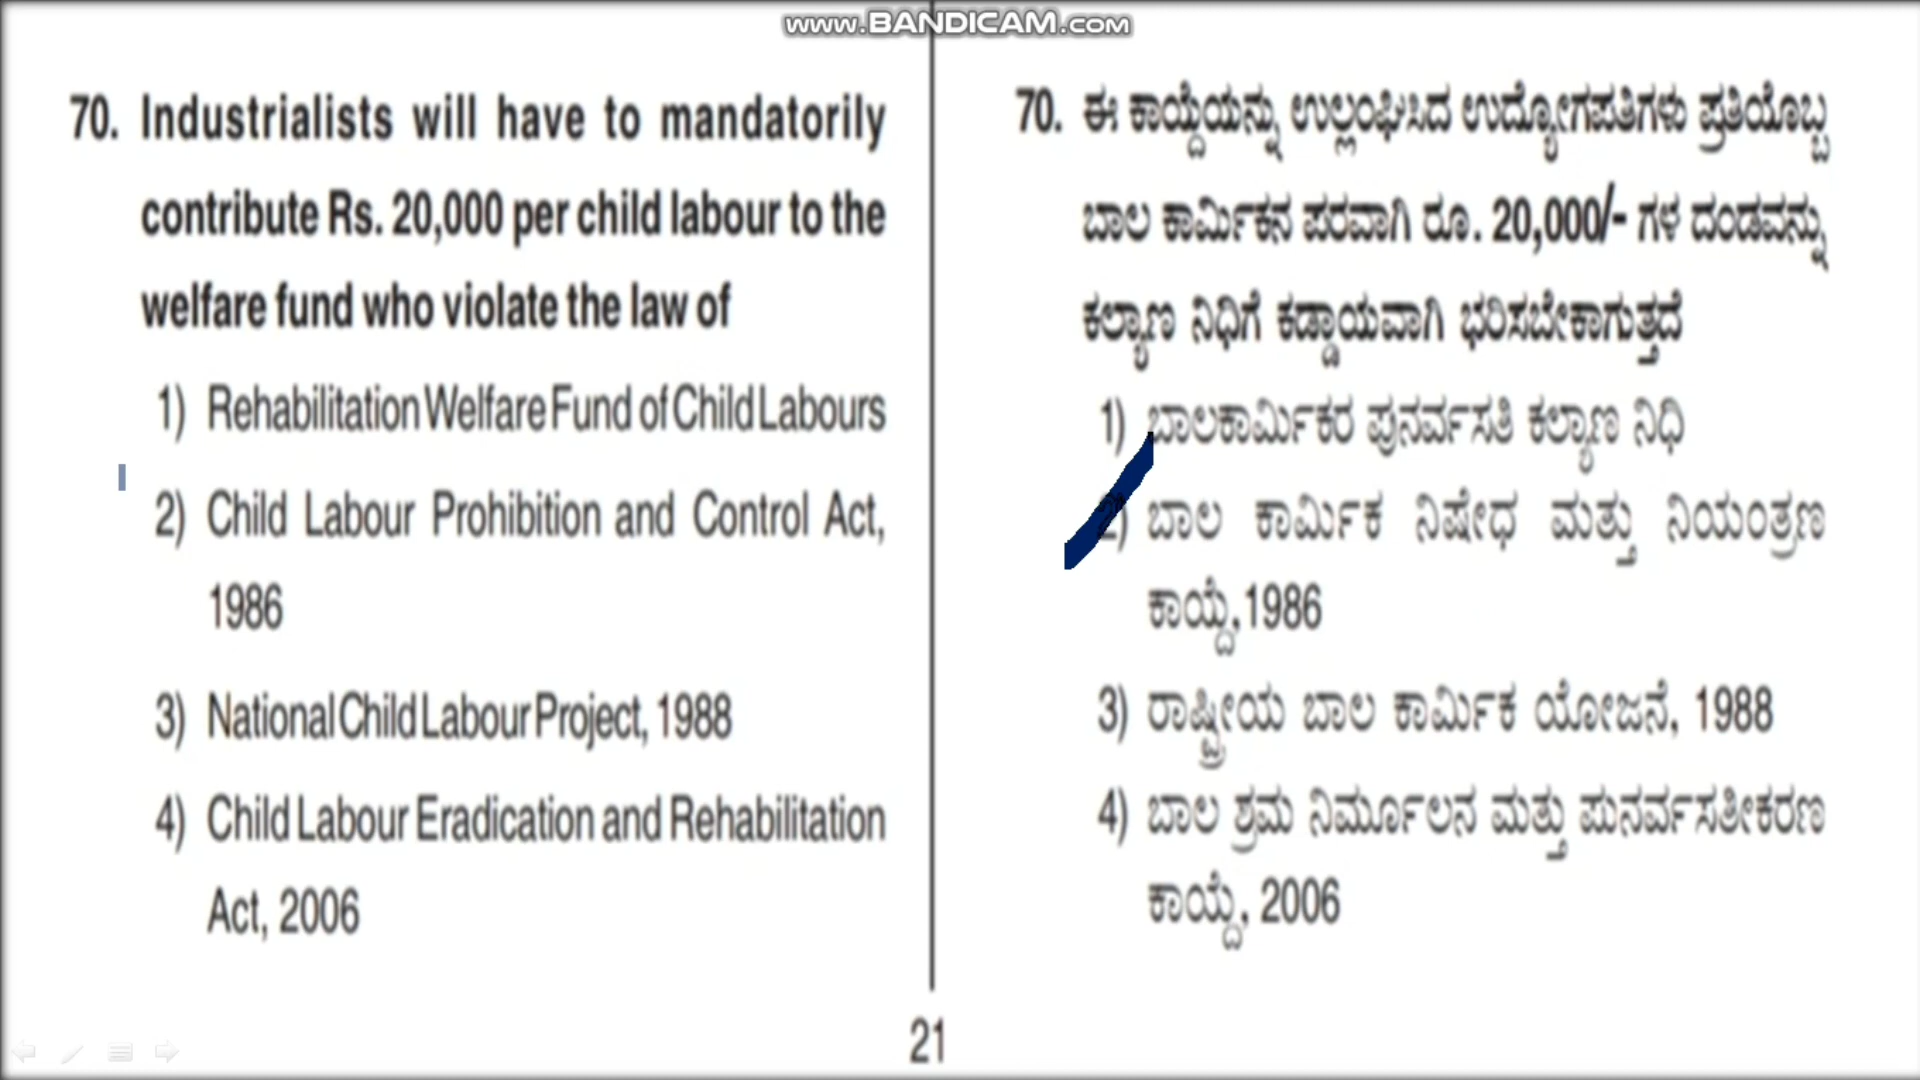 www.BANDICAM.com
70. Industrialists will have to mandatorily
contribute Rs. 20,000 per child labour to the
welfare fund who violate the law of
1) Rehabilitation Welfare Fund of Child Labours
2) Child Labour Prohibition and Control Act,
1986
3) National Child Labour Project, 1988
4) Child Labour Eradication and Rehabilitation
Act, 2006
70. ಈ ಕಾಯ್ದೆಯನ್ನು ಉಲ್ಲಂಘಿಸಿದ ಉದ್ಯೋಗಪತಿಗಳು ಪ್ರತಿಯೊಬ್ಬ
ಬಾಲ ಕಾರ್ಮಿಕನ ಪರವಾಗಿ ರೂ. 20,000/- ಗಳ ದಂಡವನ್ನು
ಕಲ್ಯಾಣ ನಿಧಿಗೆ ಕಡ್ಡಾಯವಾಗಿ ಭರಿಸಬೇಕಾಗುತ್ತದೆ
1) ಬಾಲಕಾರ್ಮಿಕರ ಪುನರ್ವಸತಿ ಕಲ್ಯಾಣ ನಿಧಿ
2) ಬಾಲ ಕಾರ್ಮಿಕ ನಿಷೇಧ ಮತ್ತು ನಿಯಂತ್ರಣ
ಕಾಯ್ದೆ,1986
3) ರಾಷ್ಟ್ರೀಯ ಬಾಲ ಕಾರ್ಮಿಕ ಯೋಜನೆ, 1988
4) ಬಾಲ ಶ್ರಮ ನಿರ್ಮೂಲನ ಮತ್ತು ಪುನರ್ವಸತೀಕರಣ
ಕಾಯ್ದೆ, 2006
21